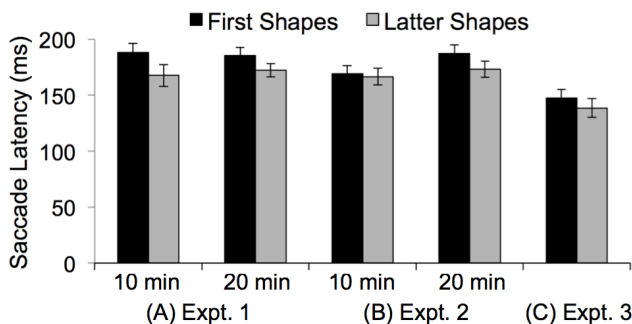 First Shapes Latter Shapes
Saccade Latency (ms)
200
150
100
50
0
10 min 20 min 10 min 20 min
(A) Expt. 1 (B) Expt. 2 (C) Expt. 3